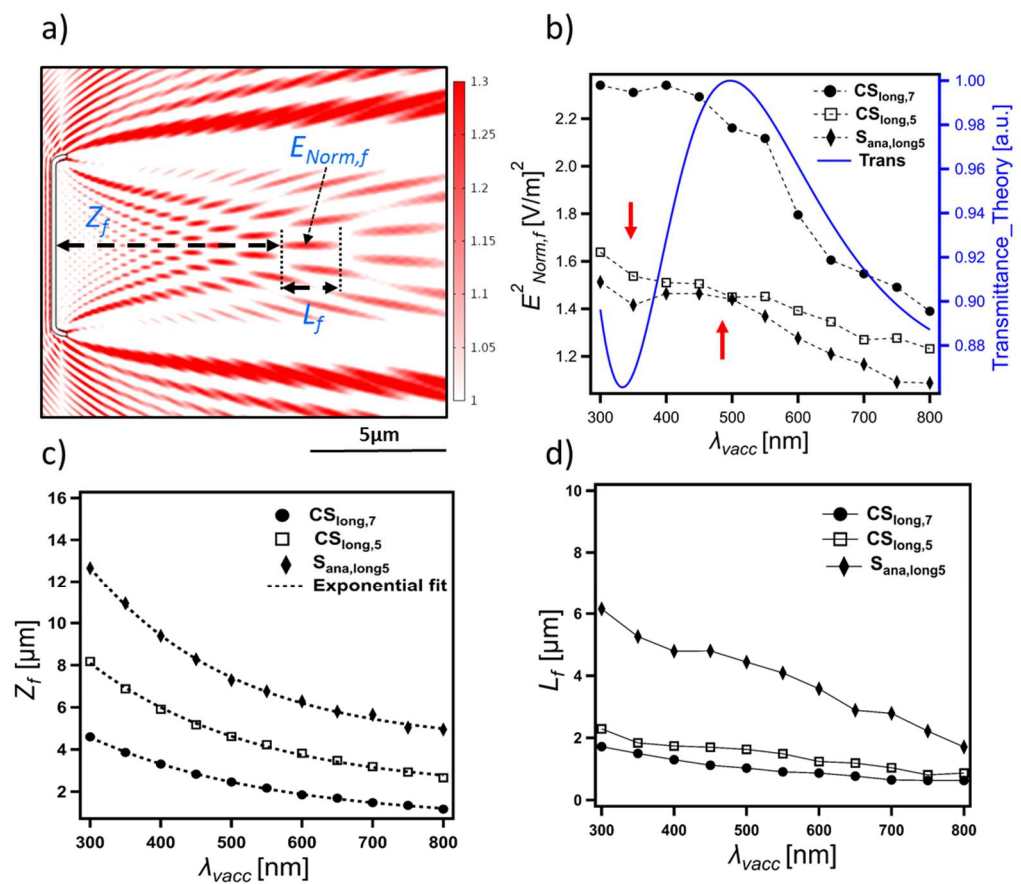 a)
E_Norm,f
Z_f
L_f
1.3
1.25
1.2
1.15
1.1
1.05
1
5μm
b)
CS_long,7
CS_long,5
S_ana,long5
Trans
E²_Norm,f [V/m]²
2.2
2.0
1.8
1.6
1.4
1.2
300 400 500 600 700 800
λ_vacc [nm]
1.00
0.98
0.96
0.94
0.92
0.90
0.88
Transmittance_Theory [a.u.]
c)
CS_long,7
CS_long,5
S_ana,long5
Exponential fit
Z_f [μm]
16
14
12
10
8
6
4
2
300 400 500 600 700 800
λ_vacc [nm]
d)
CS_long,7
CS_long,5
S_ana,long5
L_f [μm]
10
8
6
4
2
0
300 400 500 600 700 800
λ_vacc [nm]